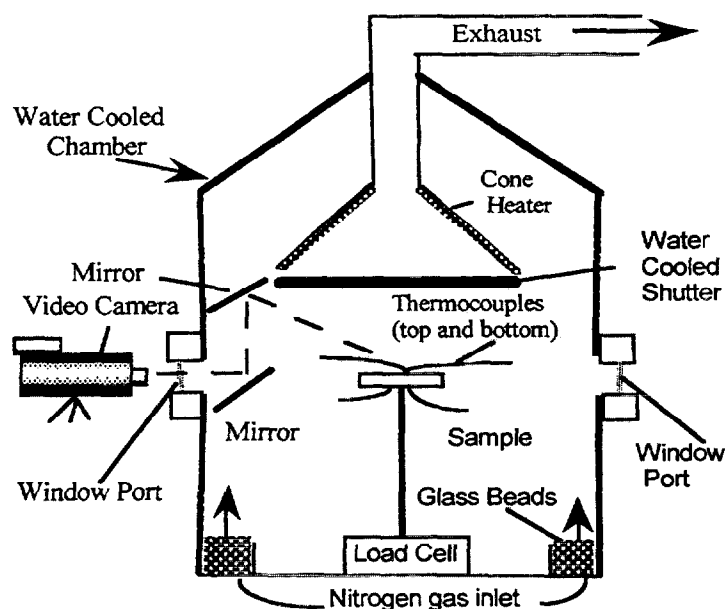 Exhaust
Water Cooled
Chamber
Cone
Heater
Water
Cooled
Shutter
Mirror
Video Camera
Thermocouples
(top and bottom)
Mirror
Sample
Window
Port
Window Port
Glass Beads
Load Cell
Nitrogen gas inlet